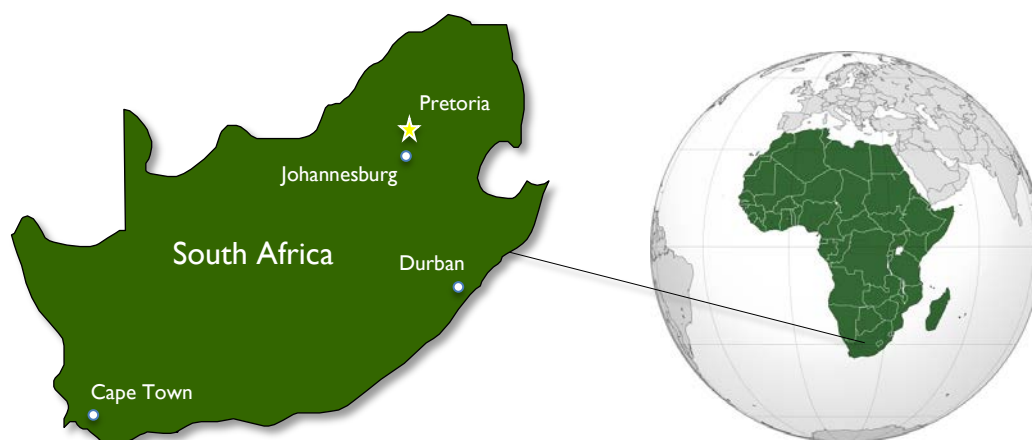 Pretoria
Johannesburg
South Africa
Durban
Cape Town